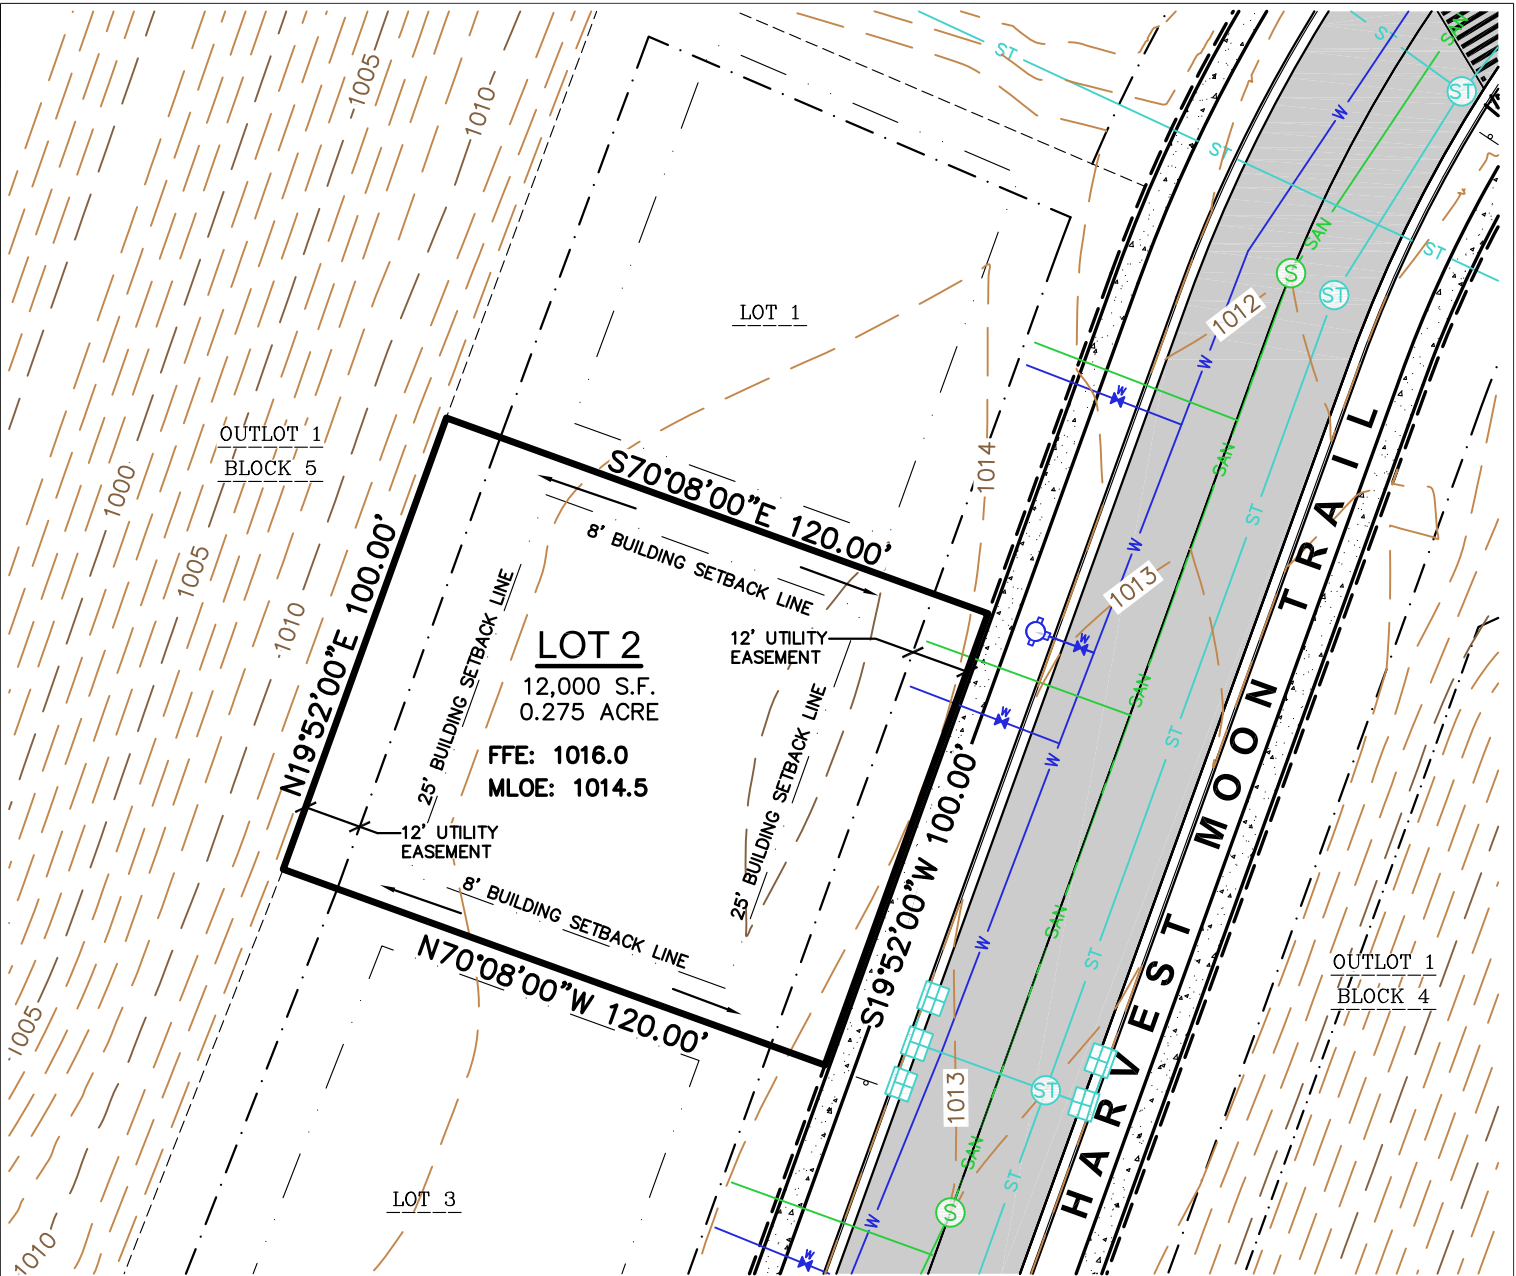 1005
1010
ST
ST
SAN
ST
W
ST
SAN
ST
S
ST
1012
LOT 1
W
W
OUTLOT 1
BLOCK 5
1000
1014
SAN
ST
S70°08'00"E 120.00'
8' BUILDING SETBACK LINE
W
1013
1005
1010
N19°52'00"E 100.00'
25' BUILDING SETBACK LINE
LOT 2
12,000 S.F.
0.275 ACRE
FFE: 1016.0
MLOE: 1014.5
12' UTILITY
EASEMENT
W
SAN
W
ST
W
25' BUILDING SETBACK LINE
12' UTILITY
EASEMENT
8' BUILDING SETBACK LINE
N70°08'00"W 120.00'
S19°52'00"W 100.00'
HARVEST MOON TRAIL
W
SAN
ST
OUTLOT 1
BLOCK 4
1005
1013
ST
SAN
ST
LOT 3
S
W
W
1010